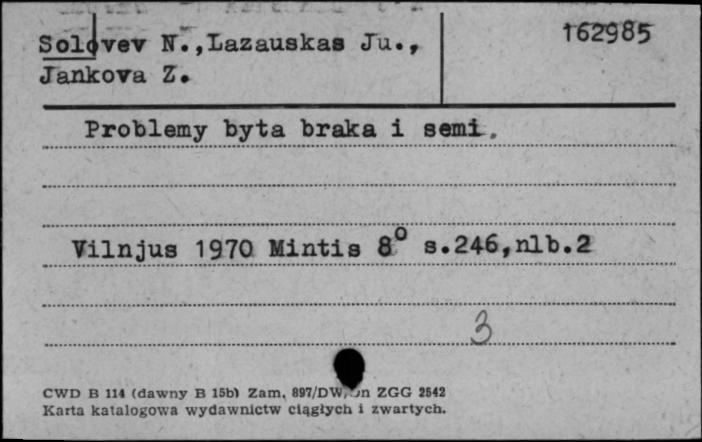 Solovev N.,Lazauskas Ju.,
Jankova Z.
162985
Problemy byta braka i semi.
Vilnjus 1970 Mintis 8° s.246,nlb.2
3
CWD B 114 (dawny B 15b) Zam. 897/DW, ZGG 2542
Karta katalogowa wydawnictw ciągłych i zwartych.